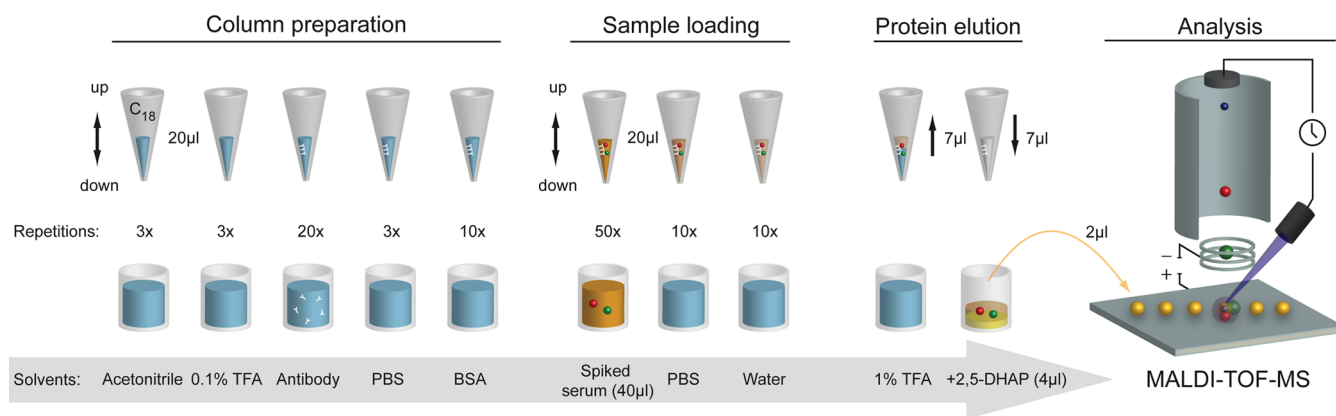 Column preparation
Sample loading
Protein elution
Analysis
up
down
C18
20µl
up
down
20µl
7µl
7µl
Repetitions: 3x 3x 20x 3x 10x 50x 10x 10x
2µl
–
+
Solvents: Acetonitrile 0.1% TFA Antibody PBS BSA Spiked serum (40µl) PBS Water 1% TFA +2,5-DHAP (4µl)
MALDI-TOF-MS